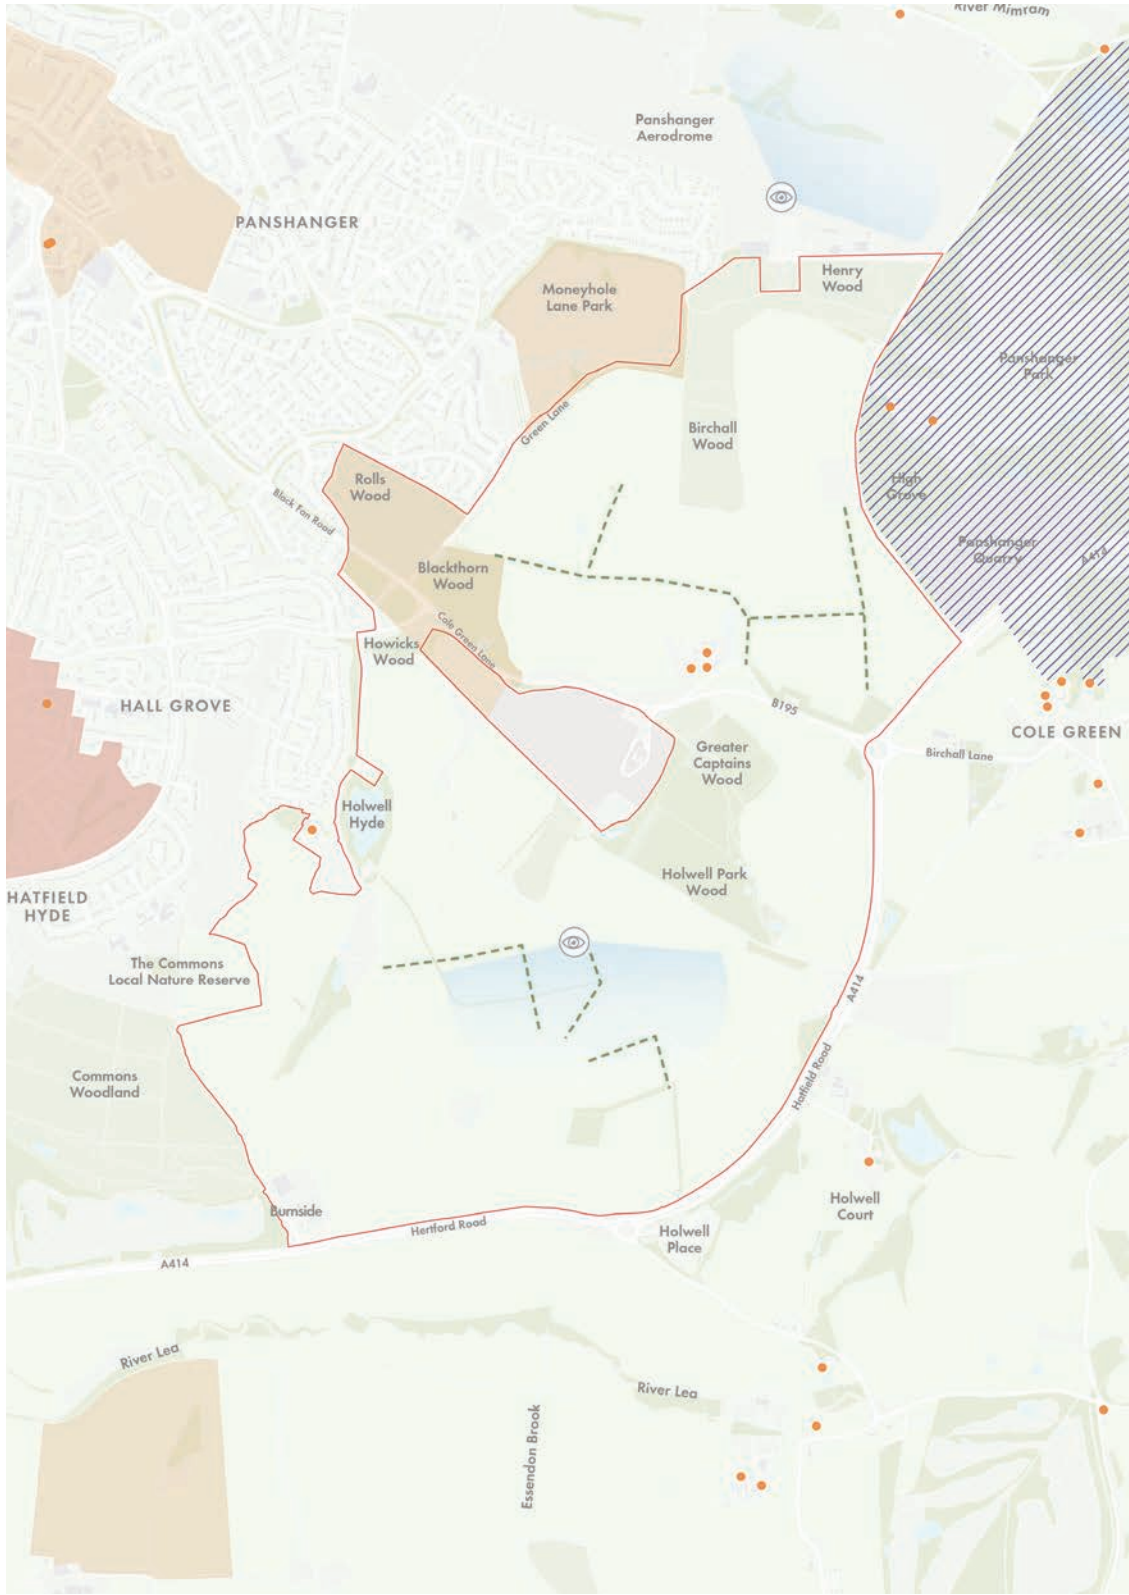 River Mimram
Panshanger
Aerodrome
PANSHANGER
Henry
Wood
Moneyhole
Lane Park
Panshanger
Park
Green Lane
Birchall
Wood
Rolls
Wood
High
Grove
Black Fan Road
Panshanger
Quarry
A414
Blackthorn
Wood
Cole Green Lane
Howicks
Wood
HALL GROVE
B195
COLE GREEN
Greater
Captains
Wood
Birchall Lane
Holwell
Hyde
Holwell Park
Wood
HATFIELD
HYDE
The Commons
Local Nature Reserve
A414
Hatfield Road
Commons
Woodland
Holwell
Court
Burnside
Hertford Road
Holwell
Place
A414
River Lea
River Lea
Essendon Brook